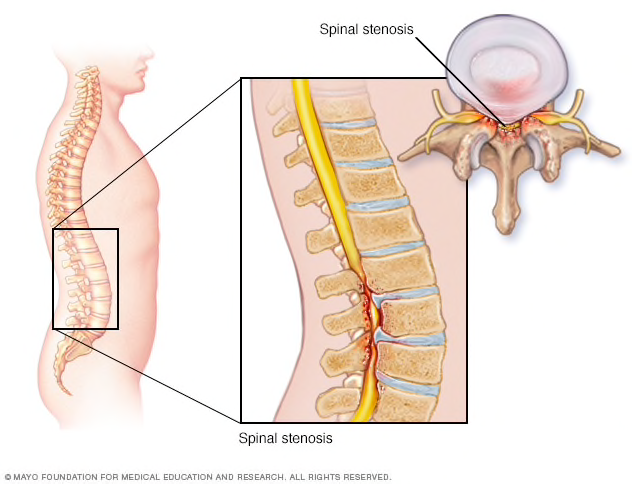 Spinal stenosis
Spinal stenosis
© MAYO FOUNDATION FOR MEDICAL EDUCATION AND RESEARCH. ALL RIGHTS RESERVED.